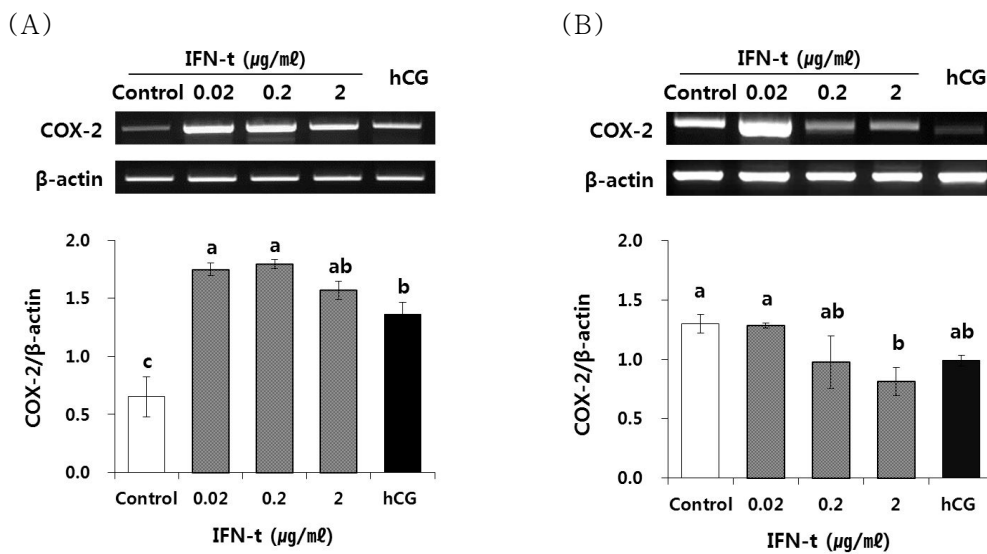 (A)
IFN-t (μg/㎖)
hCG
Control 0.02 0.2 2
COX-2
β-actin
2.0
1.5
1.0
0.5
0.0
COX-2/β-actin
c
a
a
ab
b
Control 0.02 0.2 2 hCG
IFN-t (μg/㎖)
(B)
IFN-t (μg/㎖)
hCG
Control 0.02 0.2 2
COX-2
β-actin
2.0
1.5
1.0
0.5
0.0
COX-2/β-actin
a
a
ab
b
ab
Control 0.02 0.2 2 hCG
IFN-t (μg/㎖)